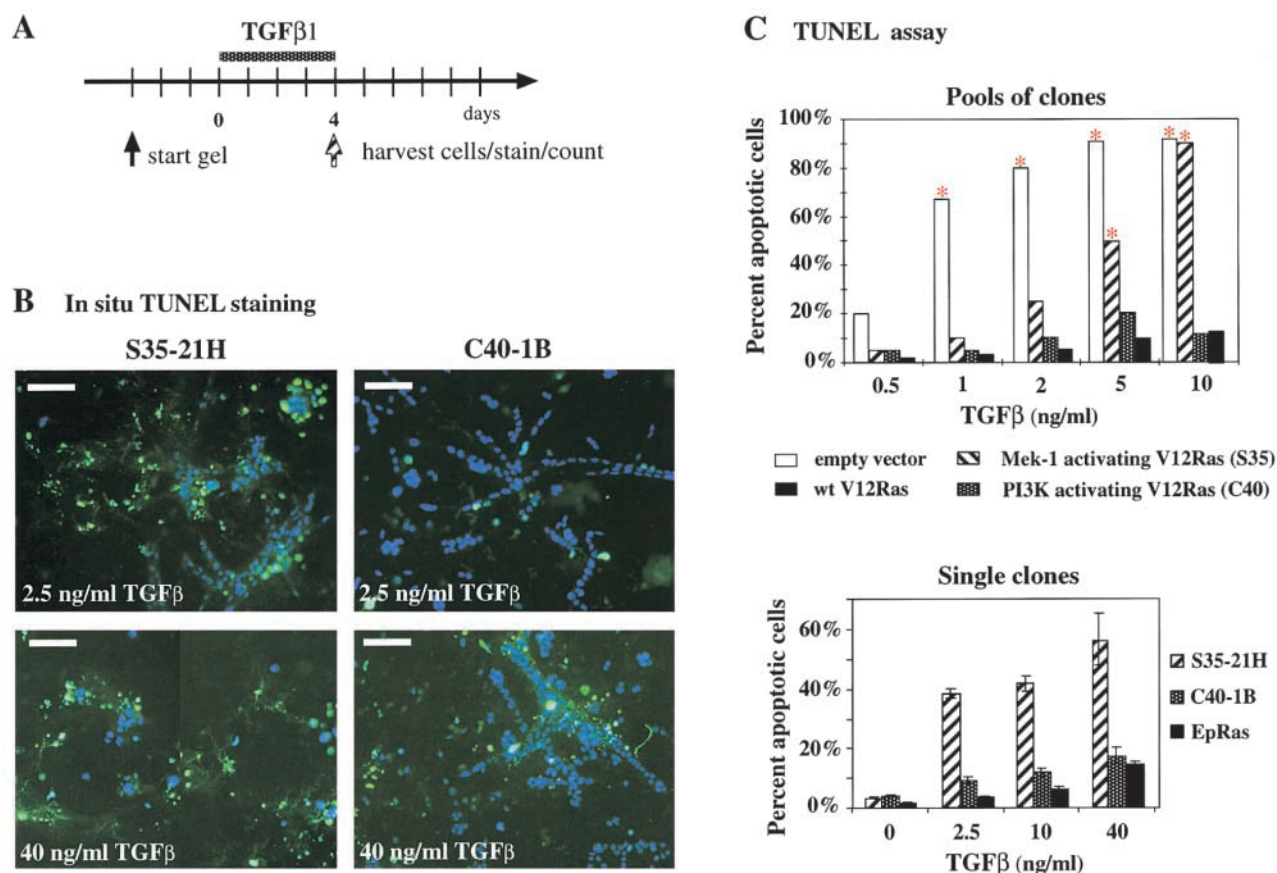 A
TGFβ1
0
4
days
start gel
harvest cells/stain/count
B In situ TUNEL staining
S35-21H
C40-1B
2.5 ng/ml TGFβ
2.5 ng/ml TGFβ
40 ng/ml TGFβ
40 ng/ml TGFβ
C TUNEL assay
Pools of clones
Percent apoptotic cells
100%
80%
60%
40%
20%
0%
* * * * * *
0.5 1 2 5 10
TGFβ (ng/ml)
empty vector
Mek-1 activating V12Ras (S35)
wt V12Ras
PI3K activating V12Ras (C40)
Single clones
Percent apoptotic cells
60%
40%
20%
0%
0 2.5 10 40
TGFβ (ng/ml)
S35-21H
C40-1B
EpRas